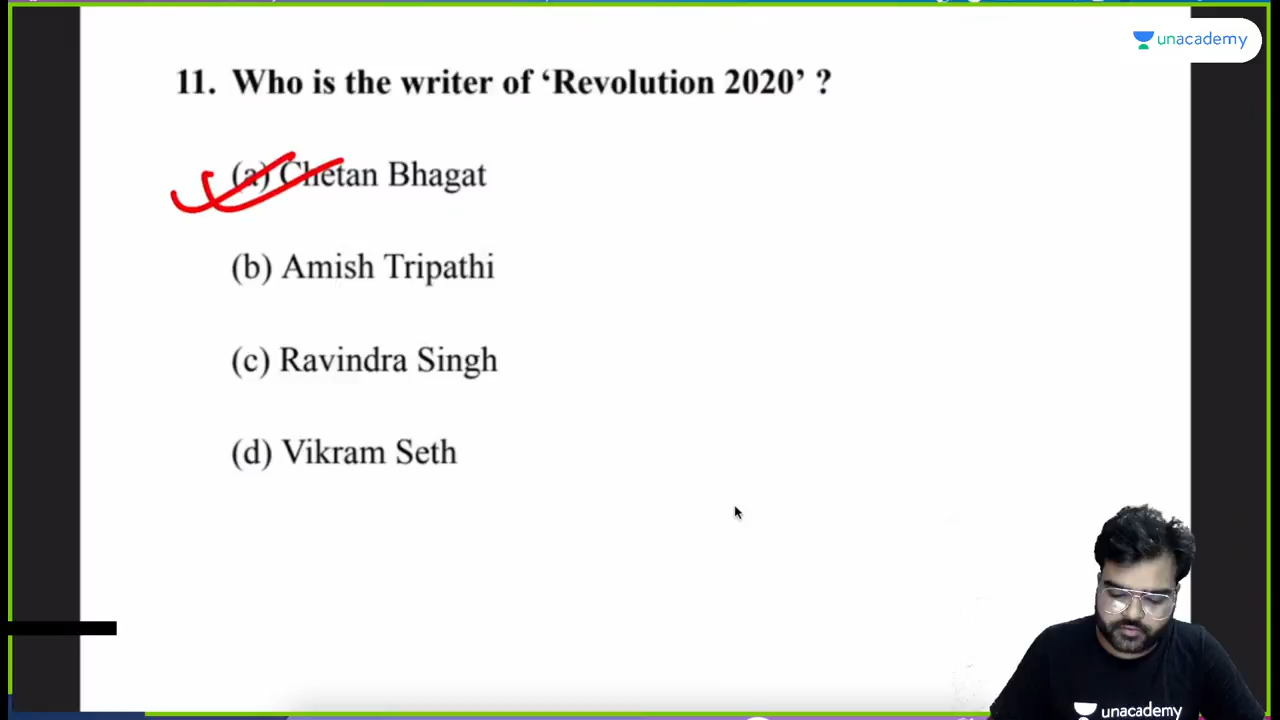 unacademy
11. Who is the writer of ‘Revolution 2020’ ?
(a) Chetan Bhagat
(b) Amish Tripathi
(c) Ravindra Singh
(d) Vikram Seth
unacademy